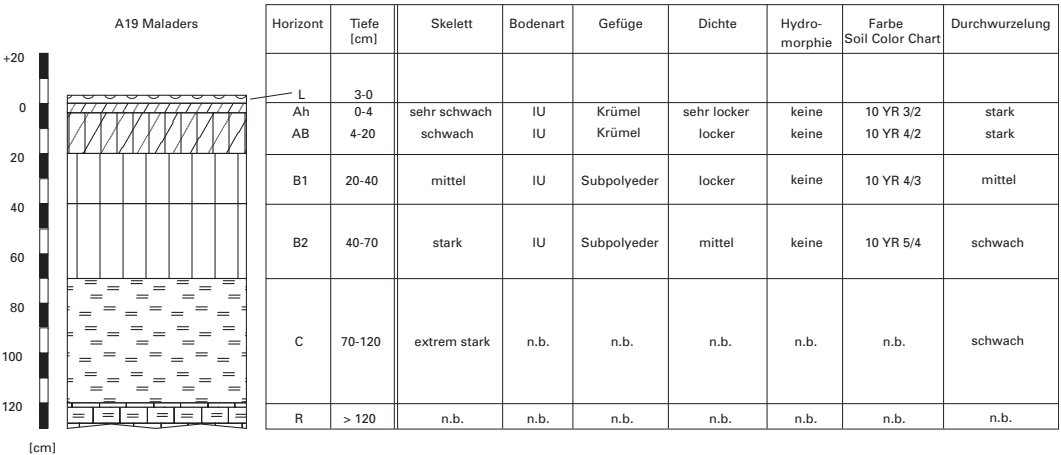 A19 Maladers
Horizont Tiefe [cm] Skelett Bodenart Gefüge Dichte Hydro-morphie Farbe Soil Color Chart Durchwurzelung
L 3-0
Ah 0-4 sehr schwach IU Krümel sehr locker keine 10 YR 3/2 stark
AB 4-20 schwach IU Krümel locker keine 10 YR 4/2 stark
B1 20-40 mittel IU Subpolyeder locker keine 10 YR 4/3 mittel
B2 40-70 stark IU Subpolyeder mittel keine 10 YR 5/4 schwach
C 70-120 extrem stark n.b. n.b. n.b. n.b. n.b. schwach
R > 120 n.b. n.b. n.b. n.b. n.b. n.b. n.b.
+20
0
20
40
60
80
100
120
[cm]